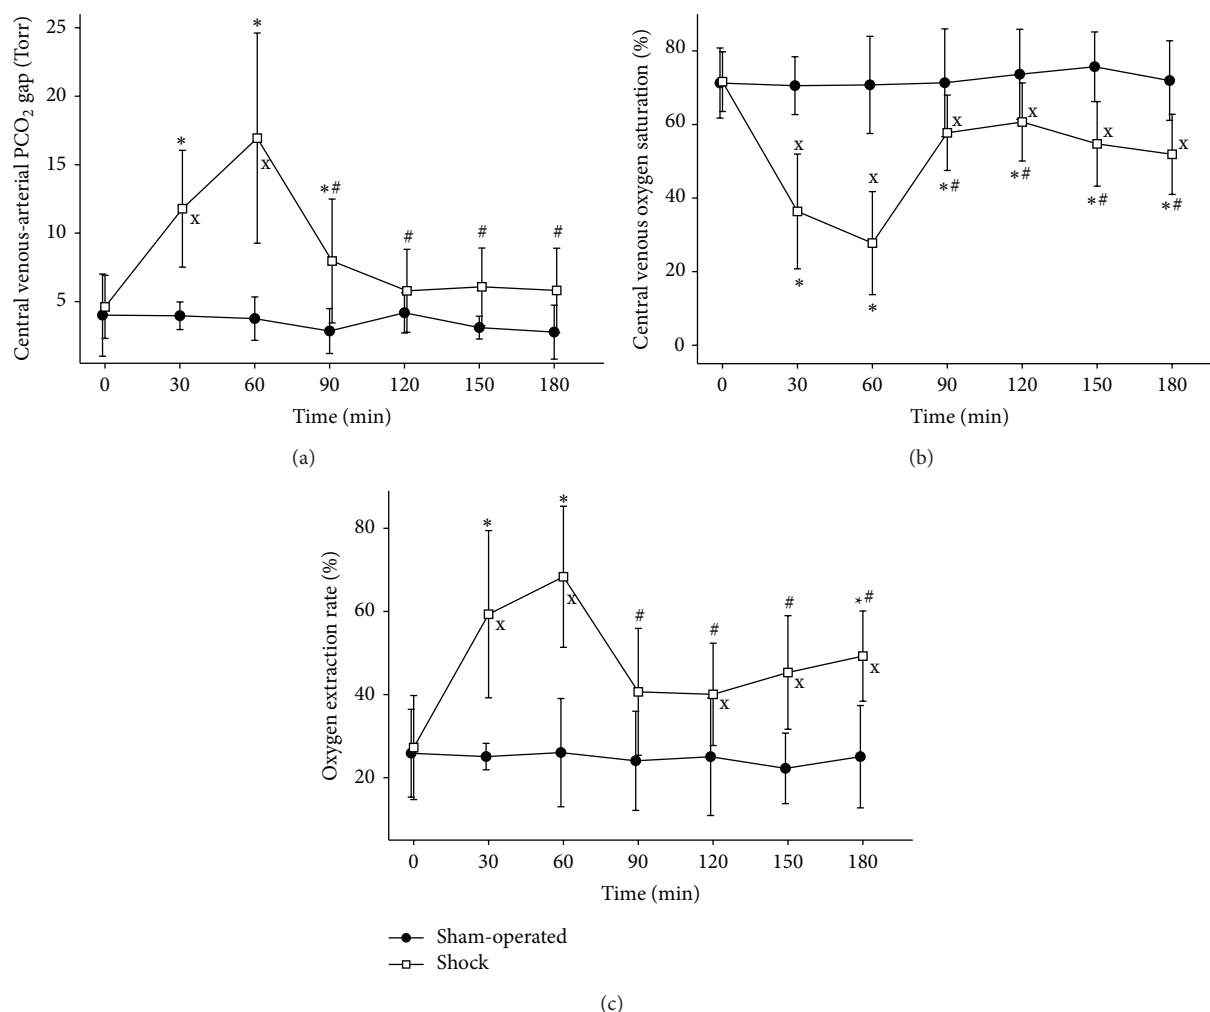 Central venous-arterial PCO₂ gap (Torr)
25
20
15
10
5
*
*
x
x
*#
#
#
#
0 30 60 90 120 150 180
Time (min)
(a)
Central venous oxygen saturation (%)
80
60
40
20
0
x
x
x
x
x
x
*
*
*#
*#
*#
*#
0 30 60 90 120 150 180
Time (min)
(b)
Oxygen extraction rate (%)
80
60
40
20
*
*
x
x
#
#
#
*#
x
x
x
0 30 60 90 120 150 180
Time (min)
Sham-operated
Shock
(c)